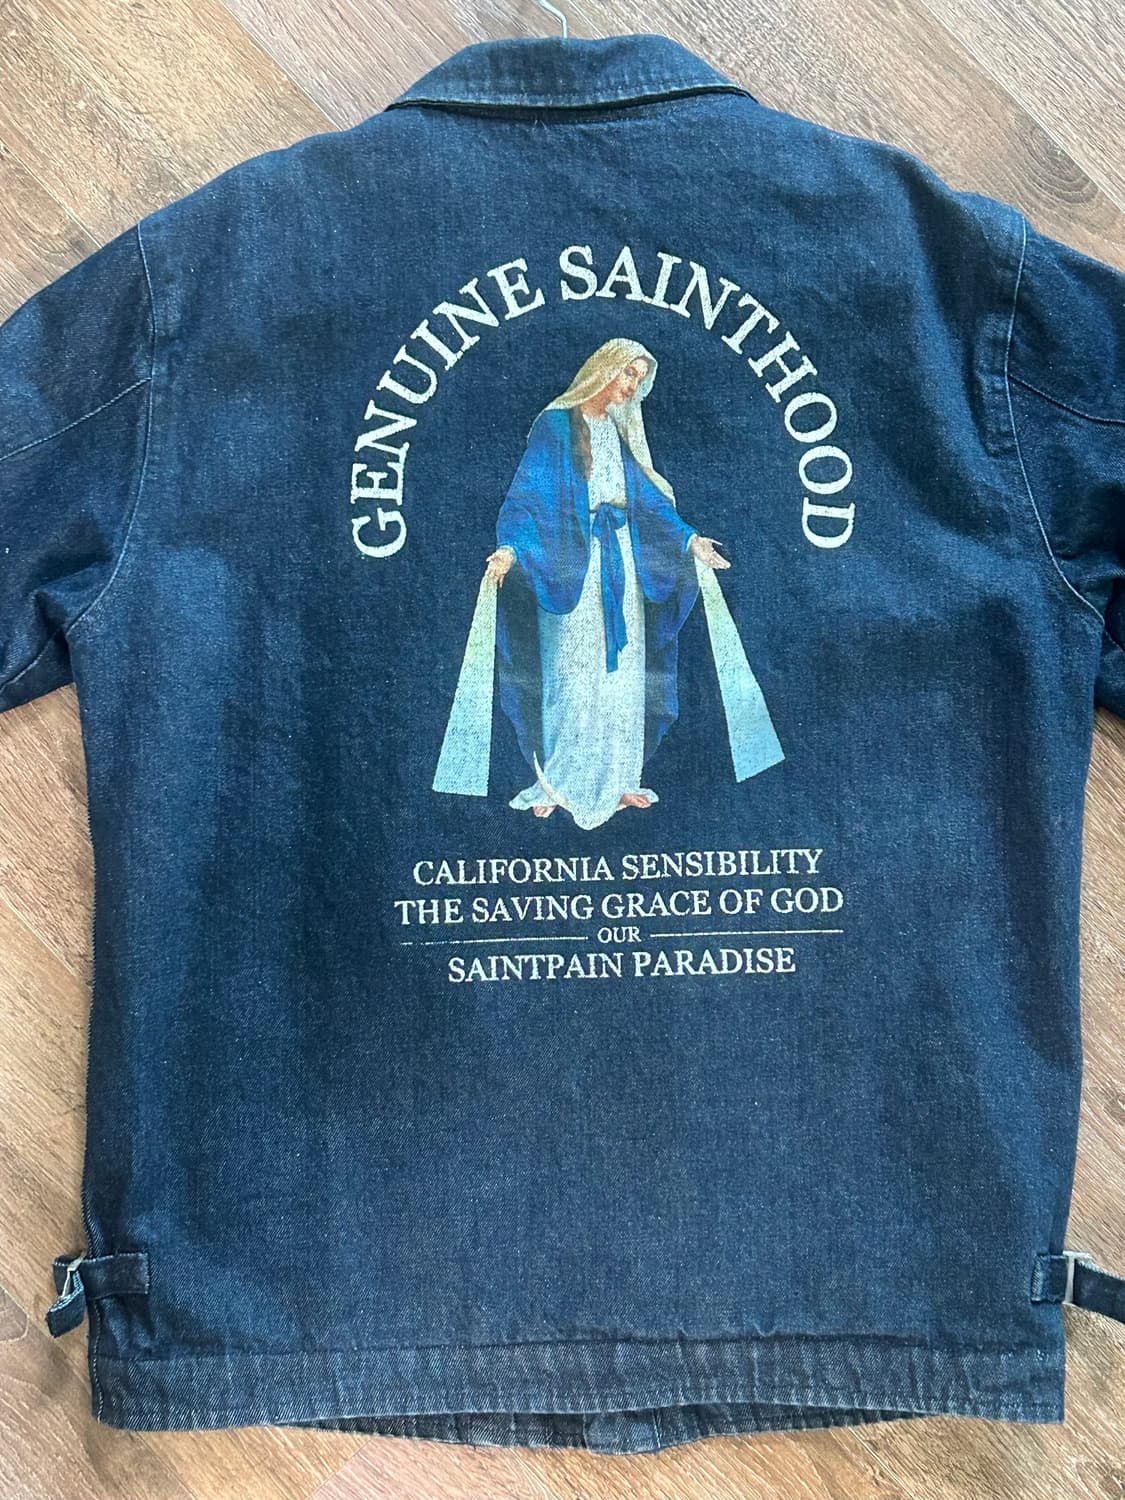 GENUINE SAINTHOOD
CALIFORNIA SENSIBILITY
THE SAVING GRACE OF GOD
OUR
SAINTPAIN PARADISE